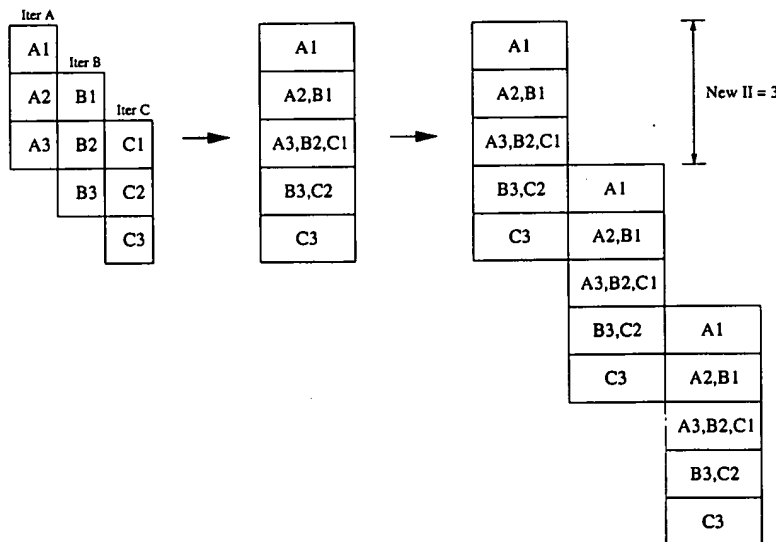 Iter A
A1
Iter B
A2
B1
Iter C
A3
B2
C1
B3
C2
C3
A1
A2,B1
A3,B2,C1
B3,C2
C3
A1
A2,B1
A3,B2,C1
B3,C2
C3
A1
A2,B1
A3,B2,C1
B3,C2
C3
A1
A2,B1
A3,B2,C1
B3,C2
C3
New II = 3